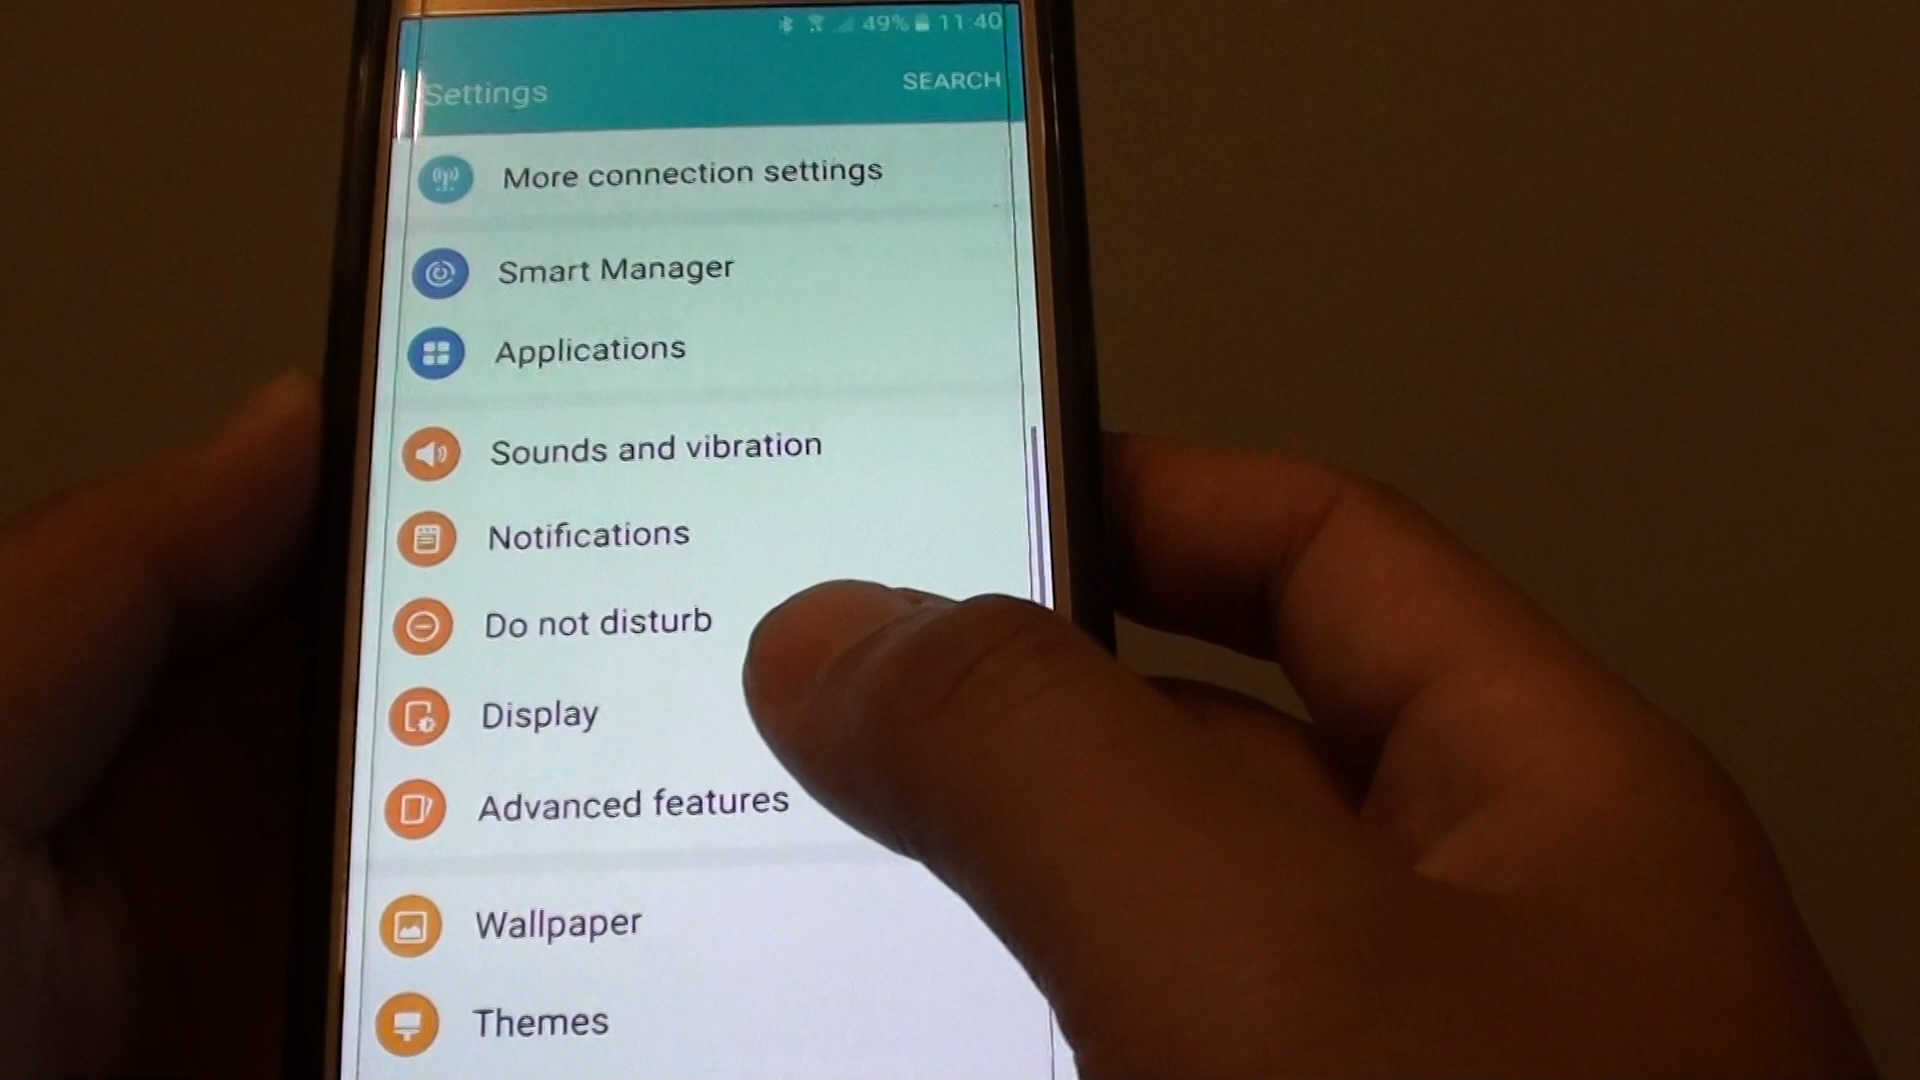 49% 11:40
Settings
SEARCH
More connection settings
Smart Manager
Applications
Sounds and vibration
Notifications
Do not disturb
Display
Advanced features
Wallpaper
Themes